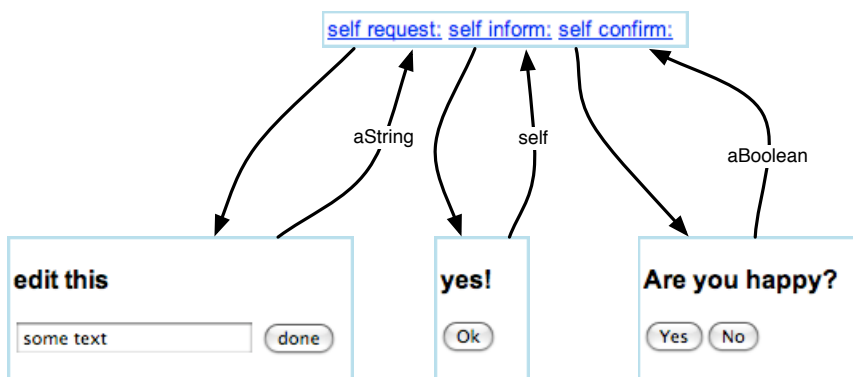 self request: self inform: self confirm:
aString
self
aBoolean
edit this
some text
done
yes!
Ok
Are you happy?
Yes No